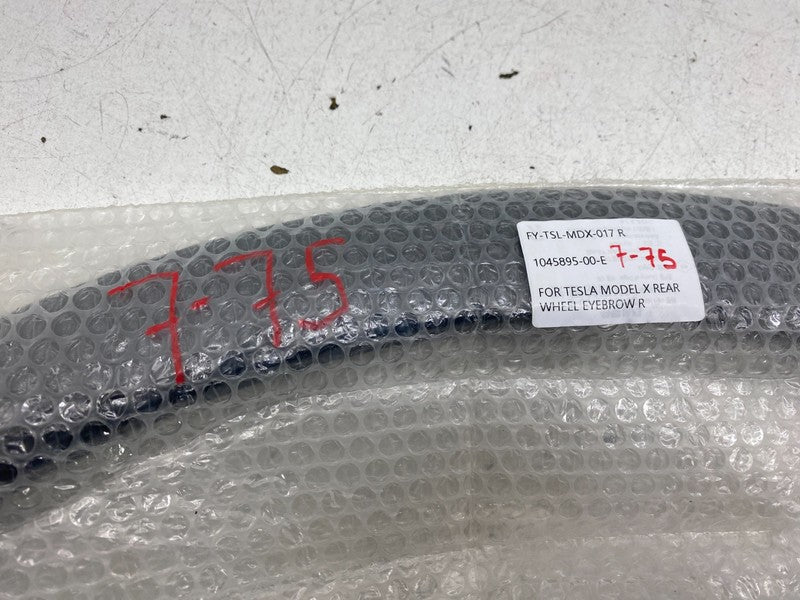 7-75
FY-TSL-MDX-017 R
1045895-00-E 7-75
FOR TESLA MODEL X REAR
WHEEL EYEBROW R